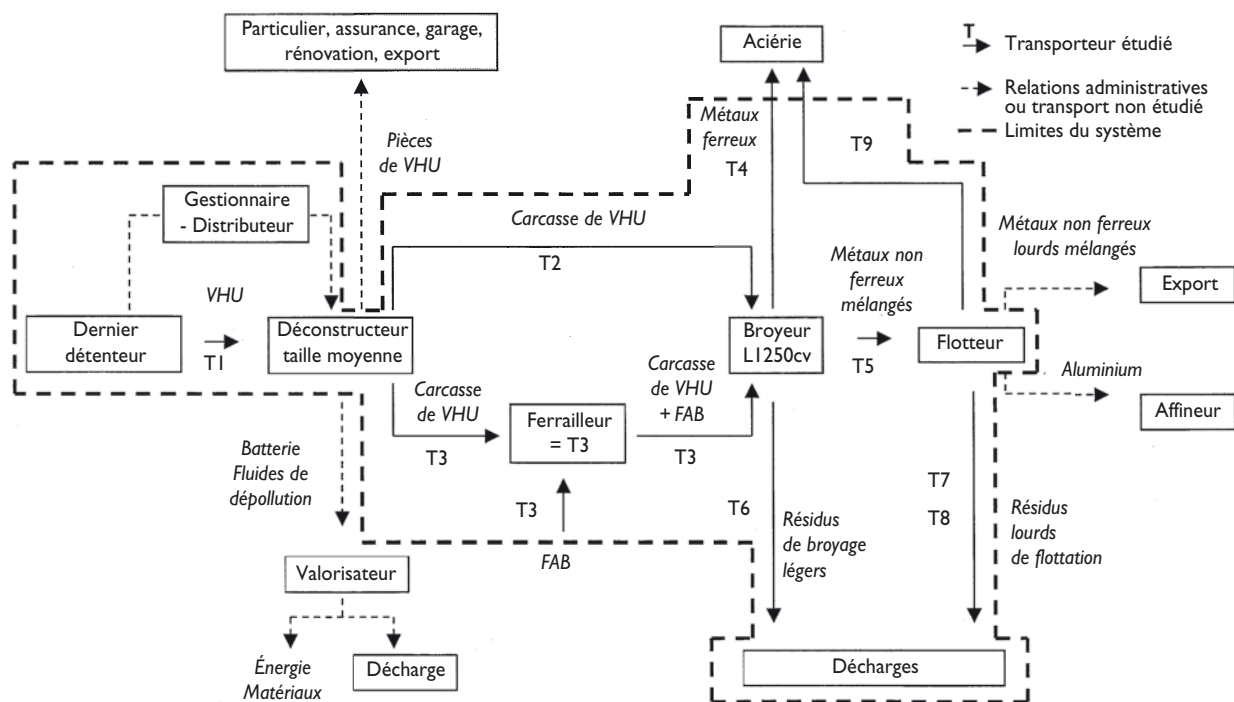 Particulier, assurance, garage,
rénovation, export
Aciérie
T
Transporteur étudié
Relations administratives
ou transport non étudié
Limites du système
Métaux
ferreux
T4
T9
Pièces
de VHU
Gestionnaire
- Distributeur
Carcasse de VHU
T2
Métaux non ferreux
lourds mélangés
Métaux non
ferreux
mélangés
VHU
Export
Dernier
détenteur
T1
Déconstructeur
taille moyenne
Broyeur
L1250cv
T5
Flotteur
Aluminium
Affineur
Carcasse
de VHU
T3
Ferrailleur
= T3
Carcasse
de VHU
+ FAB
T3
Batterie
Fluides de
dépollution
T3
FAB
T6
Résidus
de broyage
légers
T7
T8
Résidus
lourds
de flottation
Valorisateur
Énergie
Matériaux
Décharge
Décharges